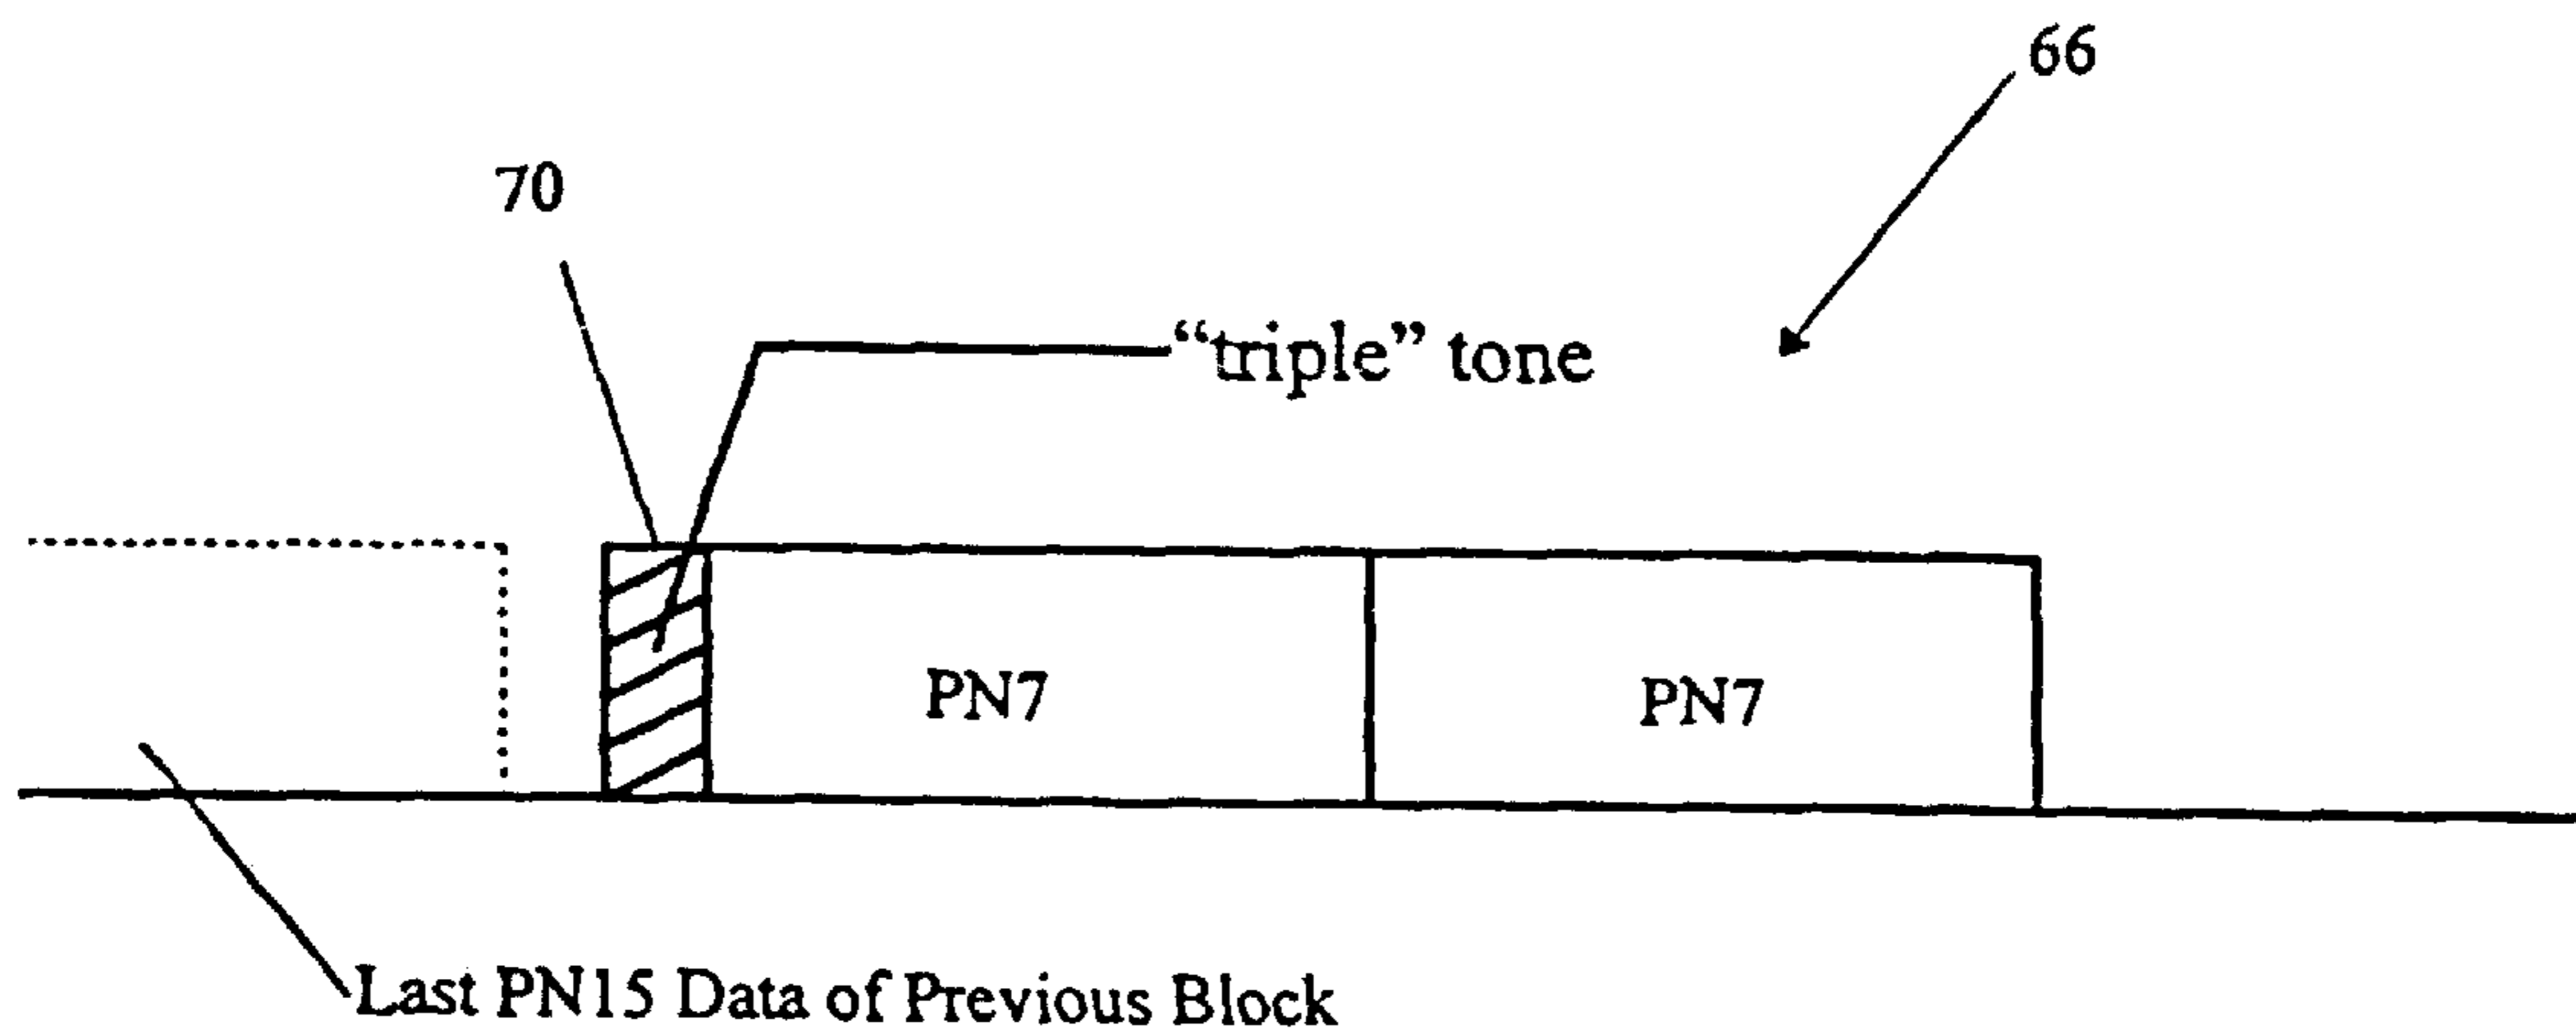 66
70
“triple” tone
PN7
PN7
Last PN15 Data of Previous Block